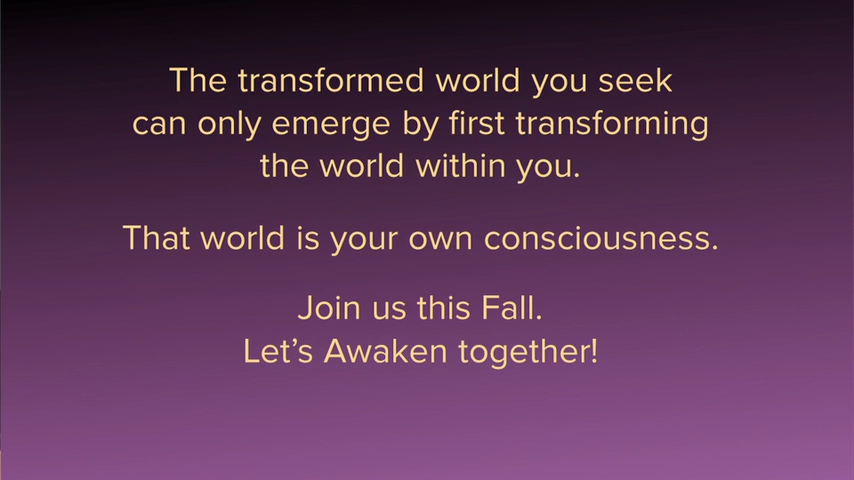 The transformed world you seek
can only emerge by first transforming
the world within you.
That world is your own consciousness.
Join us this Fall.
Let’s Awaken together!